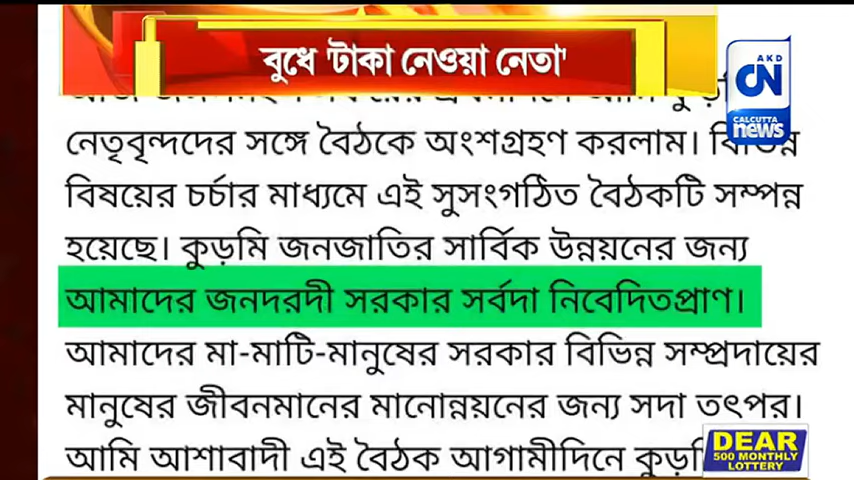 বুধে 'টাকা নেওয়া নেতা'
AKD
CN
CALCUTTA
news
নেতৃবৃন্দদের সঙ্গে বৈঠকে অংশগ্রহণ করলাম। বিভিন্ন
বিষয়ের চর্চার মাধ্যমে এই সুসংগঠিত বৈঠকটি সম্পন্ন
হয়েছে। কুড়মি জনজাতির সার্বিক উন্নয়নের জন্য
আমাদের জনদরদী সরকার সর্বদা নিবেদিতপ্রাণ।
আমাদের মা-মাটি-মানুষের সরকার বিভিন্ন সম্প্রদায়ের
মানুষের জীবনমানের মানোন্নয়নের জন্য সদা তৎপর।
আমি আশাবাদী এই বৈঠক আগামীদিনে
DEAR
500 MONTHLY
LOTTERY